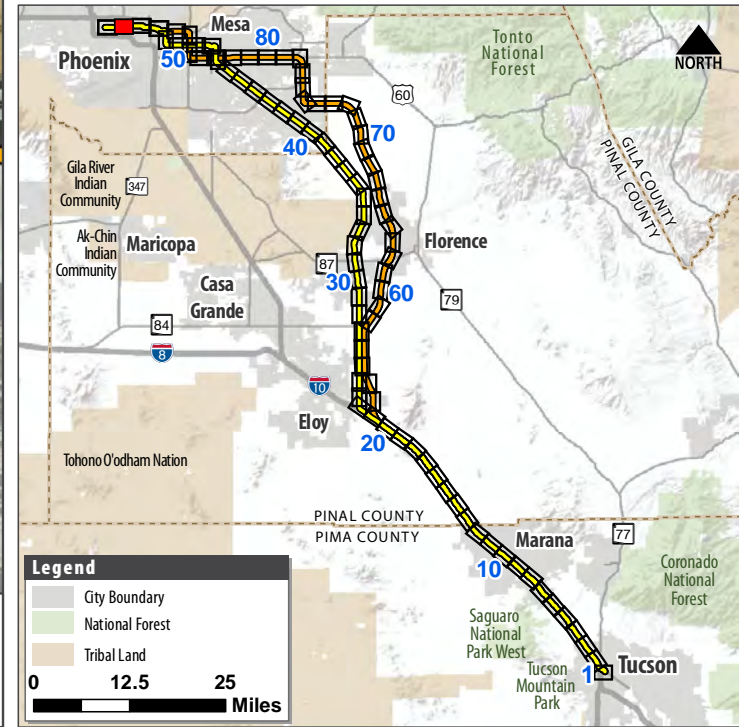 Mesa
80
Phoenix
50
Tonto
National
Forest
NORTH
60
70
40
GILA COUNTY
PINAL COUNTY
Gila River
Indian
Community
347
Ak-Chin
Indian
Community
Maricopa
Florence
87
30
Casa
Grande
60
79
84
8
10
Eloy
20
Tohono O'odham Nation
PINAL COUNTY
PIMA COUNTY
Marana
77
10
Coronado
National
Forest
Saguaro
National
Park West
Tucson
Mountain
Park
1
Tucson
Legend
City Boundary
National Forest
Tribal Land
0 12.5 25
Miles